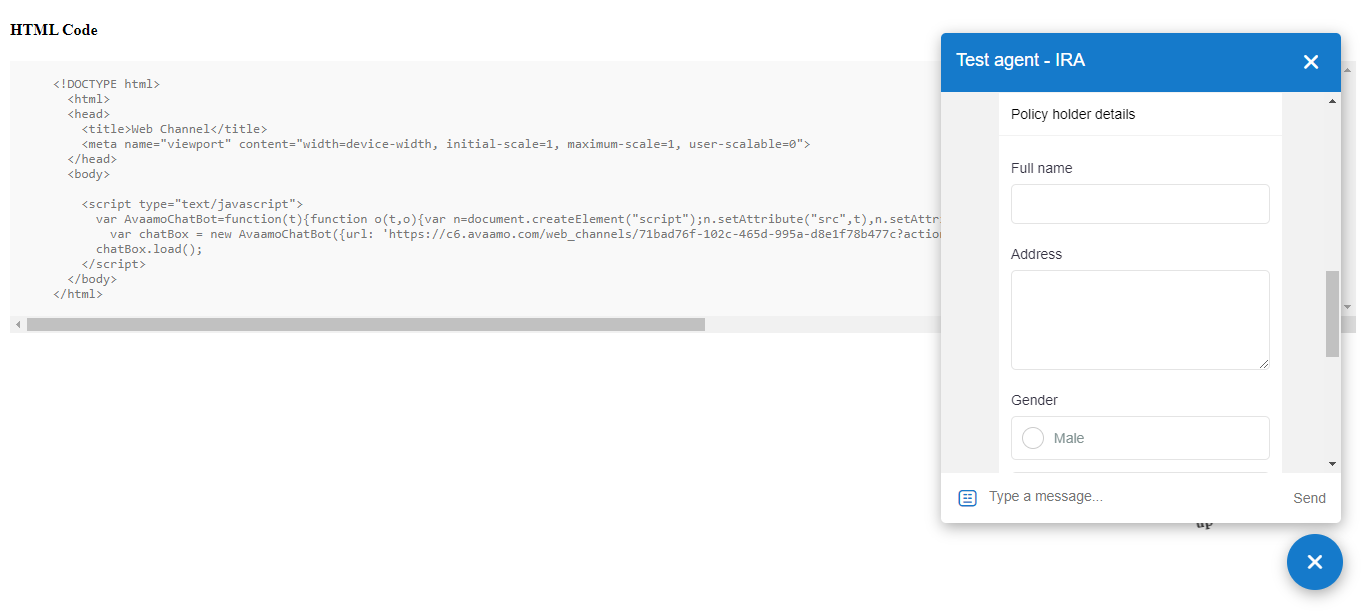 HTML Code
<!DOCTYPE html>
<html>
<head>
<title>Web Channel</title>
<meta name="viewport" content="width=device-width, initial-scale=1, maximum-scale=1, user-scalable=0">
</head>
<body>
<script type="text/javascript">
var AvaamoChatBot=function(t){function o(t,o){var n=document.createElement("script");n.setAttribute("src",t),n.setAttri
var chatBox = new AvaamoChatBot({url: 'https://c6.avaamo.com/web_channels/71bad76f-102c-465d-995a-d8e1f78b477c?action
chatBox.load();
</script>
</body>
</html>
Test agent - IRA
Policy holder details
Full name
Address
Gender
Male
Type a message...
Send
up